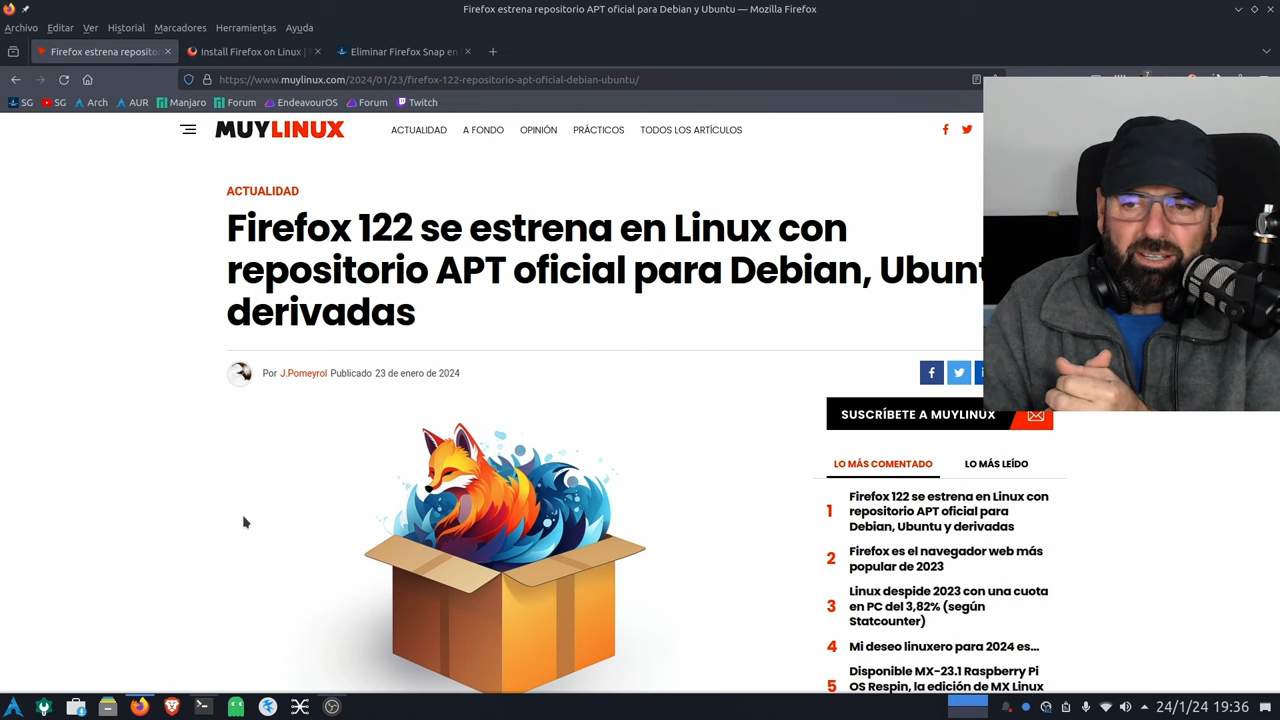 Firefox estrena repositorio APT oficial para Debian y Ubuntu — Mozilla Firefox
Archivo Editar Ver Historial Marcadores Herramientas Ayuda
Firefox estrena reposito
Install Firefox on Linux |
Eliminar Firefox Snap en
https://www.muylinux.com/2024/01/23/firefox-122-repositorio-apt-oficial-debian-ubuntu/
SG SG Arch AUR Manjaro Forum EndeavourOS Forum Twitch
MUYLINUX
ACTUALIDAD A FONDO OPINIÓN PRÁCTICOS TODOS LOS ARTÍCULOS
ACTUALIDAD
Firefox 122 se estrena en Linux con
repositorio APT oficial para Debian, Ubunt
derivadas
Por J.Pomeyrol Publicado 23 de enero de 2024
SUSCRÍBETE A MUYLINUX
LO MÁS COMENTADO LO MÁS LEÍDO
1 Firefox 122 se estrena en Linux con
repositorio APT oficial para
Debian, Ubuntu y derivadas
2 Firefox es el navegador web más
popular de 2023
3 Linux despide 2023 con una cuota
en PC del 3,82% (según
Statcounter)
4 Mi deseo linuxero para 2024 es...
5 Disponible MX-23.1 Raspberry Pi
OS Respin, la edición de MX Linux
24/1/24 19:36